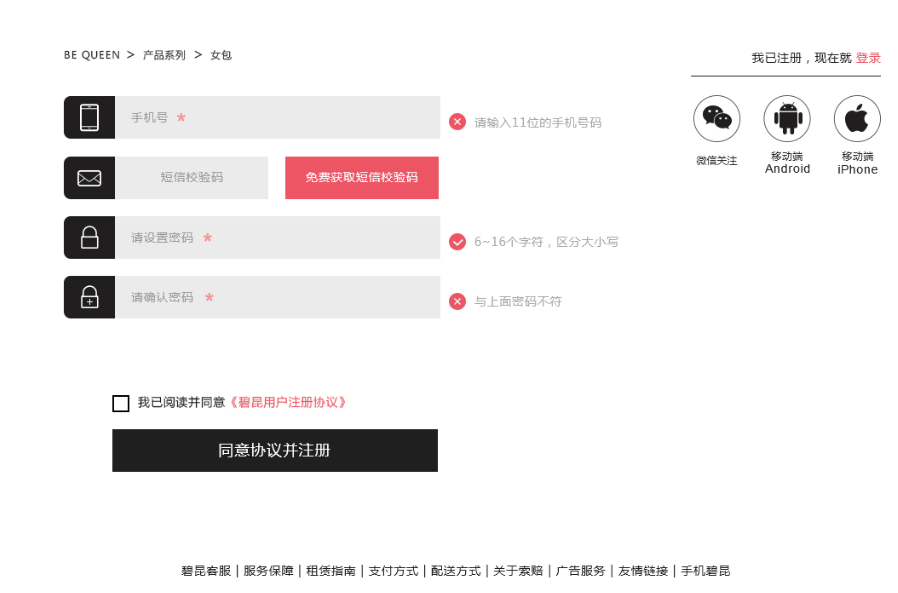 BE QUEEN > 产品系列 > 女包
我已注册，现在就 登录
手机号 *
请输入11位的手机号码
微信关注
移动端
Android
移动端
iPhone
短信校验码
免费获取短信校验码
请设置密码 *
6~16个字符，区分大小写
请确认密码 *
与上面密码不符
我已阅读并同意《碧昆用户注册协议》
同意协议并注册
碧昆客服 | 服务保障 | 租赁指南 | 支付方式 | 配送方式 | 关于索赔 | 广告服务 | 友情链接 | 手机碧昆